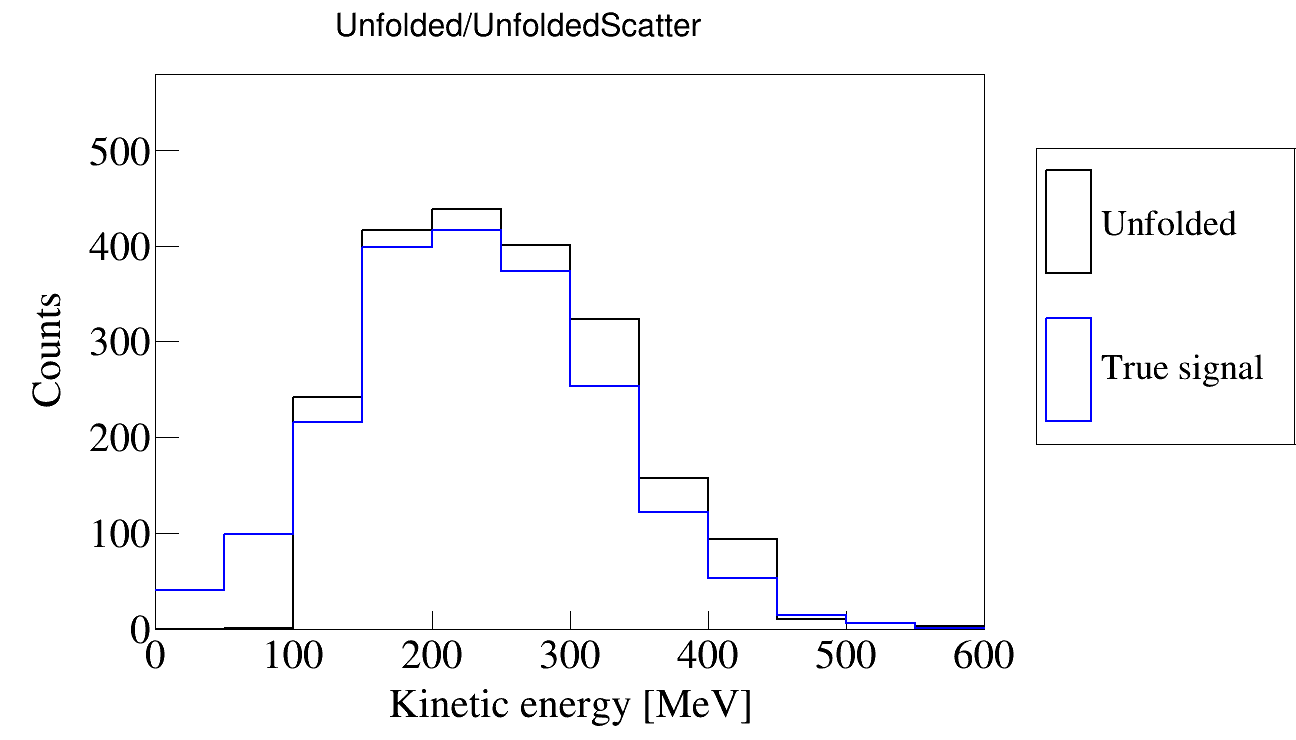 Unfolded/UnfoldedScatter
500
400
300
200
100
0
Counts
0 100 200 300 400 500 600
Kinetic energy [MeV]
Unfolded
True signal